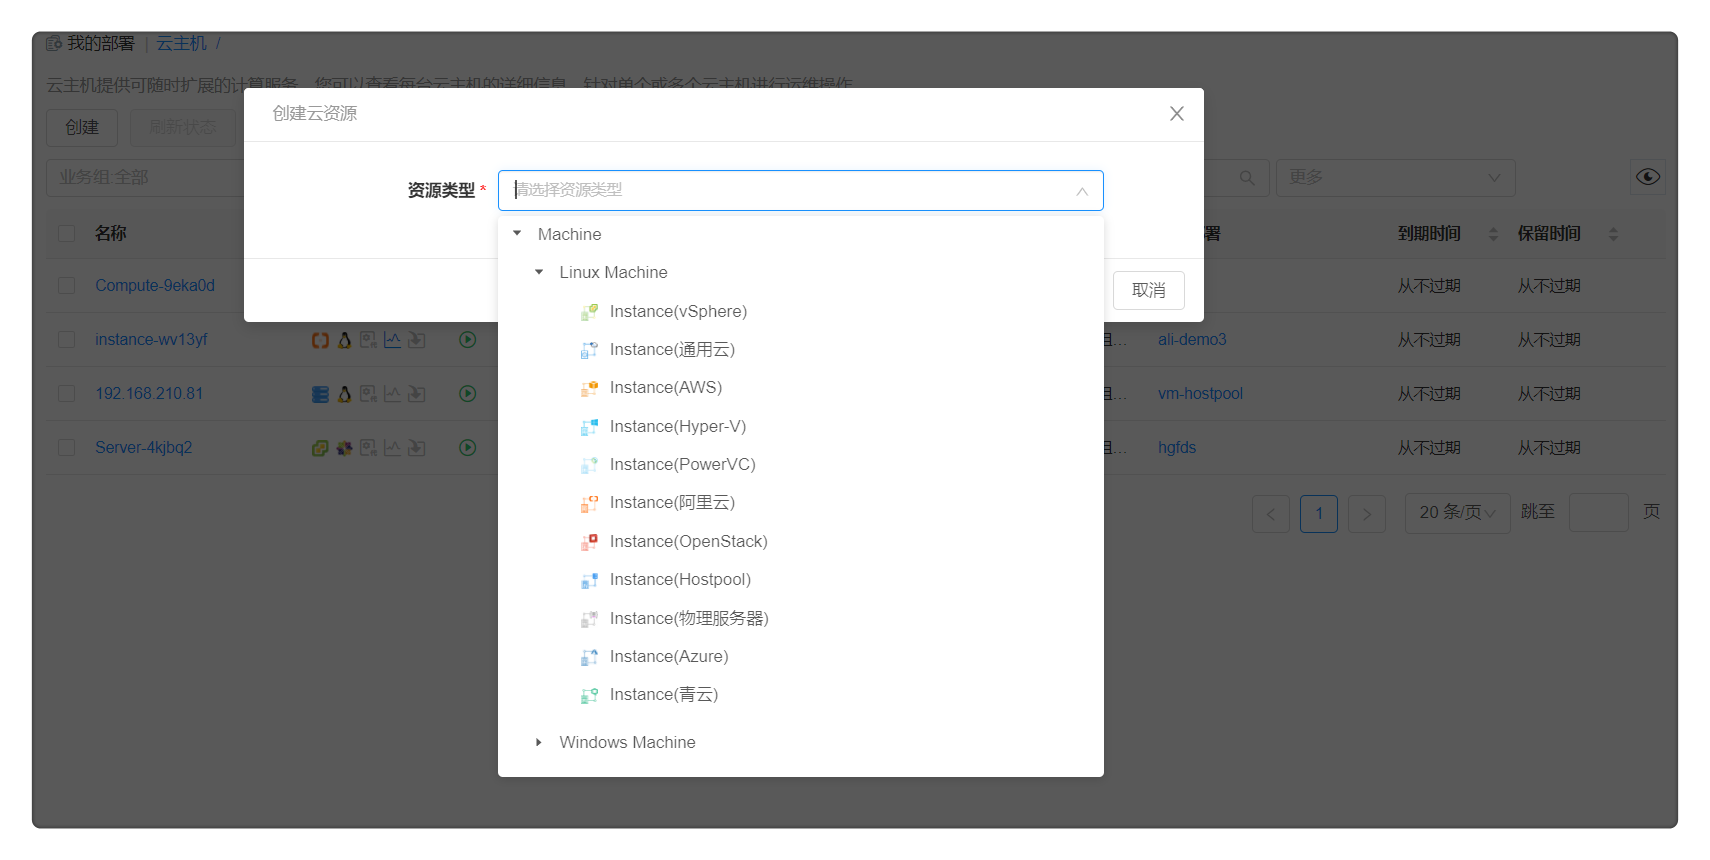 我的部署 | 云主机 /
云主机提供可随时扩展的计算服务，您可以查看每台云主机的详细信息，针对单个或多个云主机进行运维操作
创建云资源
创建 刷新状态
业务组:全部 更多
资源类型 * 请选择资源类型
名称 署 到期时间 保留时间
Machine
Linux Machine
Compute-9eka0d 从不过期 从不过期
取消
Instance(vSphere)
instance-wv13yf 组... ali-demo3 从不过期 从不过期
Instance(通用云)
192.168.210.81 组... vm-hostpool 从不过期 从不过期
Instance(AWS)
Instance(Hyper-V)
Server-4kjbq2 组... hgfds 从不过期 从不过期
Instance(PowerVC)
Instance(阿里云)
< 1 > 20 条/页 跳至 页
Instance(OpenStack)
Instance(Hostpool)
Instance(物理服务器)
Instance(Azure)
Instance(青云)
Windows Machine